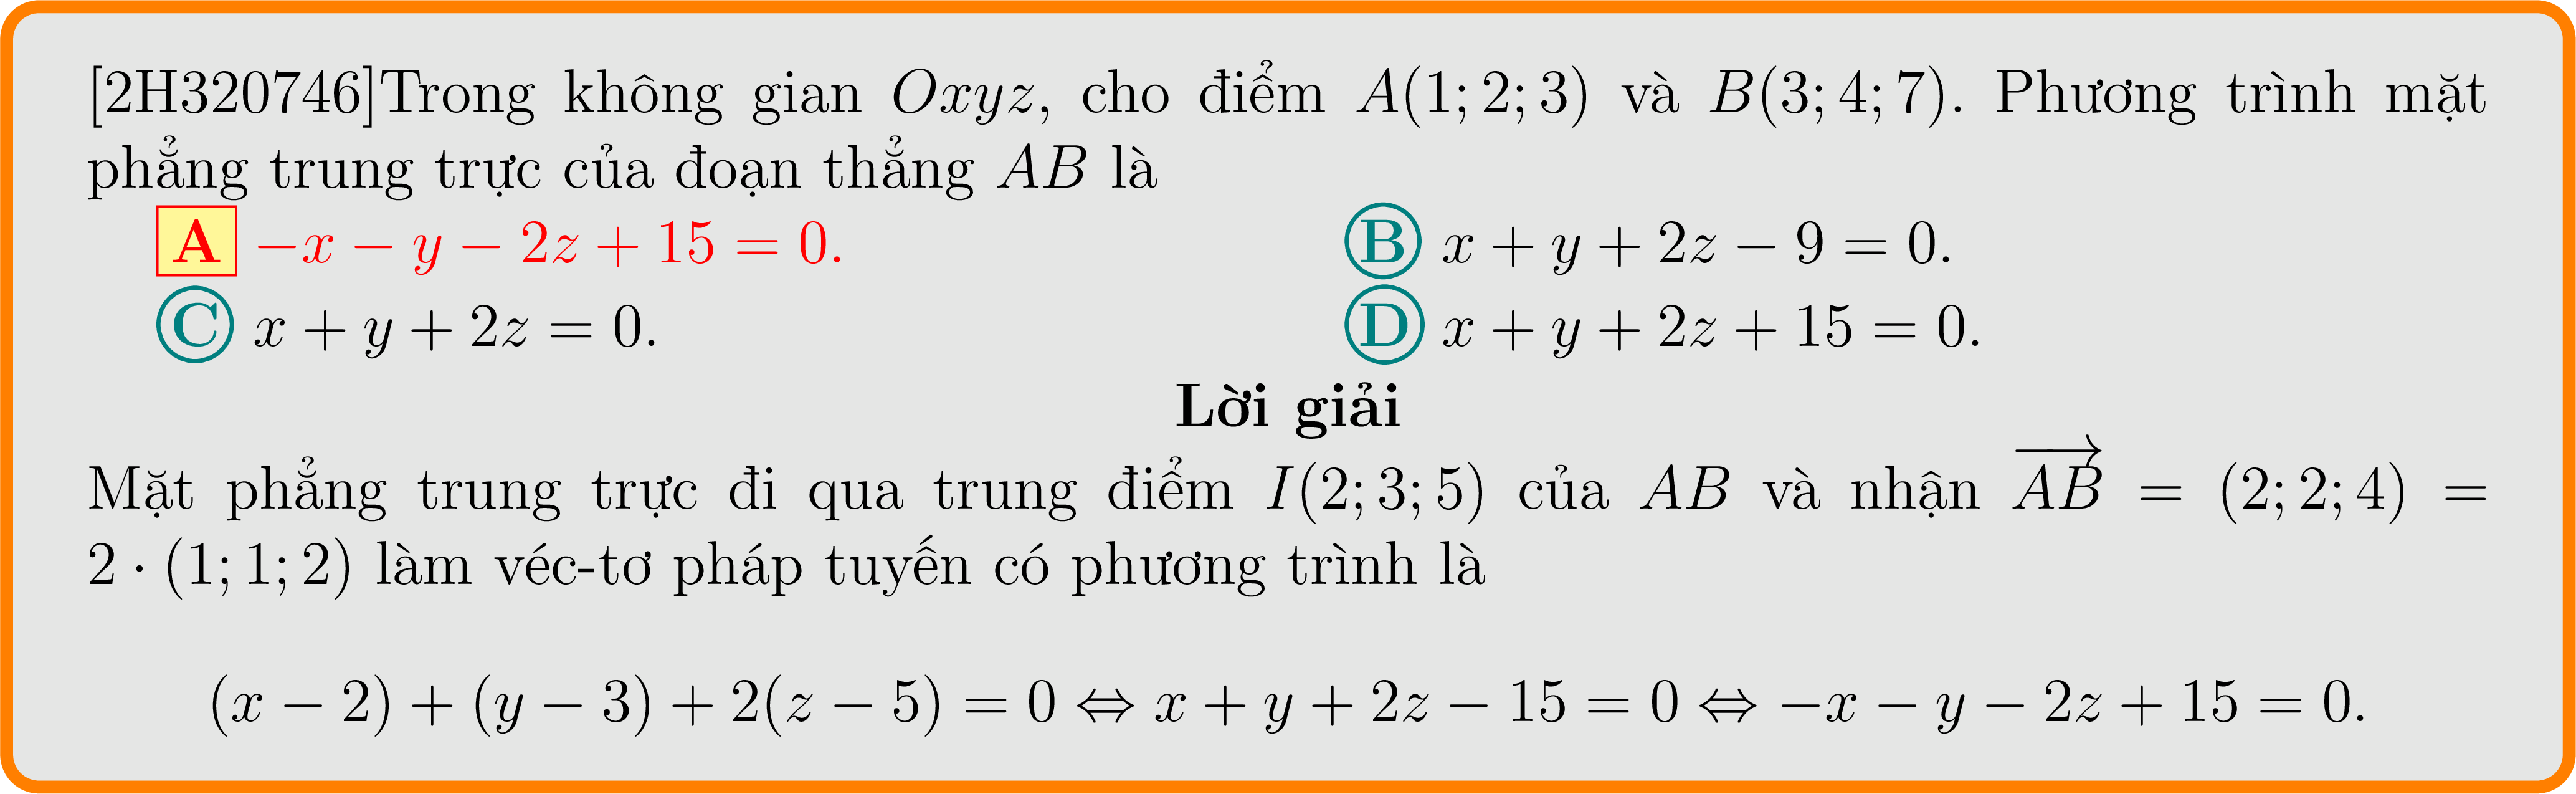 [2H320746]Trong không gian Oxyz, cho điểm A(1; 2; 3) và B(3; 4; 7). Phương trình mặt
phẳng trung trực của đoạn thẳng AB là
A −x − y − 2z + 15 = 0. B x + y + 2z − 9 = 0.
C x + y + 2z = 0. D x + y + 2z + 15 = 0.
Lời giải
Mặt phẳng trung trực đi qua trung điểm I(2; 3; 5) của AB và nhận \overrightarrow{AB} = (2; 2; 4) =
2 · (1; 1; 2) làm véc-tơ pháp tuyến có phương trình là
(x − 2) + (y − 3) + 2(z − 5) = 0 ⇔ x + y + 2z − 15 = 0 ⇔ −x − y − 2z + 15 = 0.